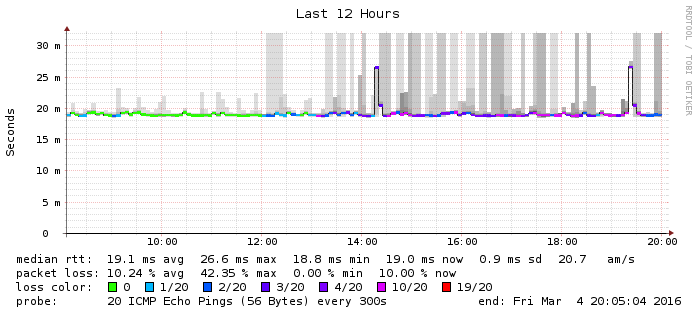 Last 12 Hours
RRDTOOL / TOBI OETIKER
Seconds
30 m
25 m
20 m
15 m
10 m
5 m
0
10:00 12:00 14:00 16:00 18:00 20:00
median rtt: 19.1 ms avg 26.6 ms max 18.8 ms min 19.0 ms now 0.9 ms sd 20.7 am/s
packet loss: 10.24 % avg 42.35 % max 0.00 % min 10.00 % now
loss color: 0 1/20 2/20 3/20 4/20 10/20 19/20
probe: 20 ICMP Echo Pings (56 Bytes) every 300s end: Fri Mar 4 20:05:04 2016